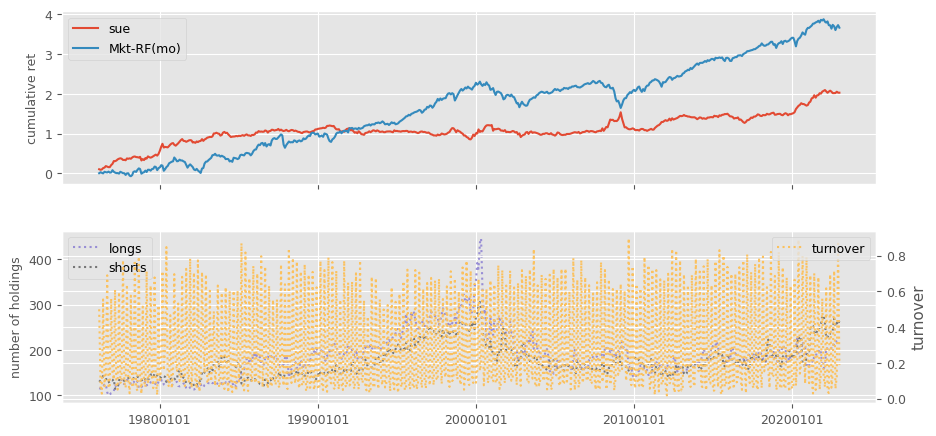 4
3
2
1
0
cumulative ret
sue
Mkt-RF(mo)
400
300
200
100
number of holdings
longs
shorts
turnover
0.8
0.6
0.4
0.2
0.0
turnover
19800101
19900101
20000101
20100101
20200101